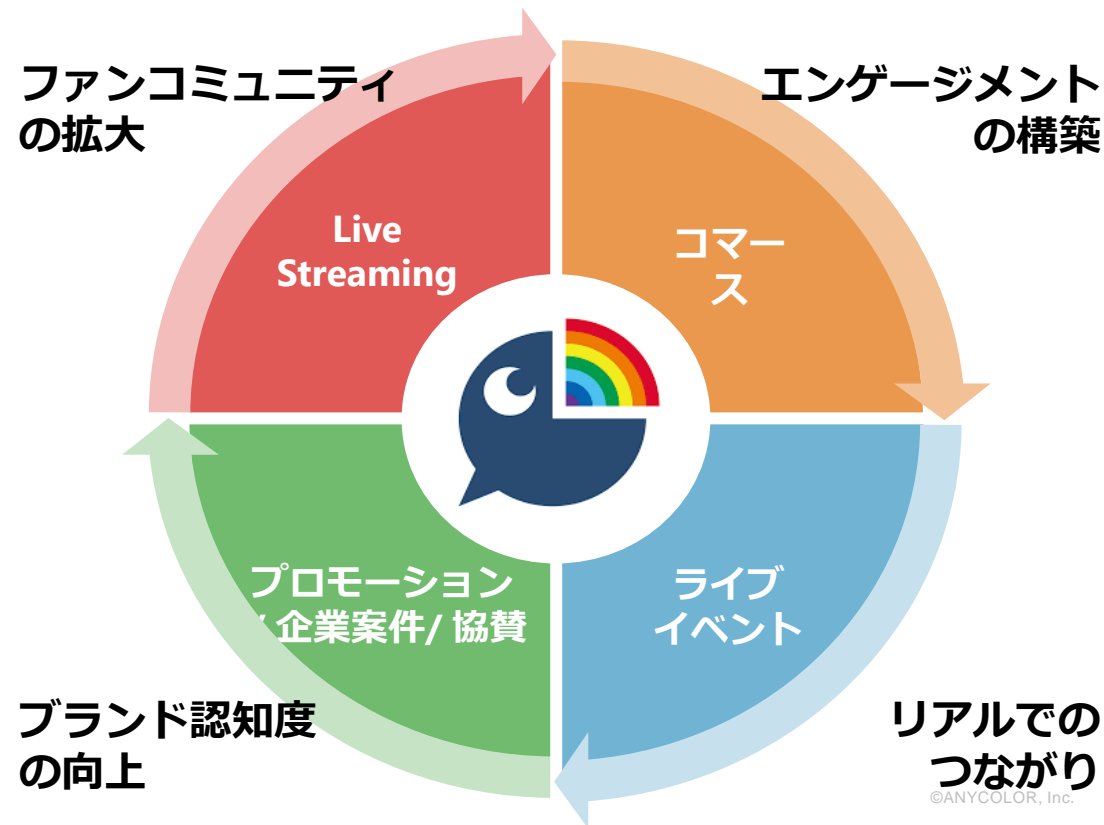 ファンコミュニティ
の拡大
エンゲージメント
の構築
Live
Streaming
コマー
ス
プロモーション
/ 企業案件/ 協賛
ライブ
イベント
ブランド認知度
の向上
リアルでの
つながり
©ANYCOLOR, Inc.